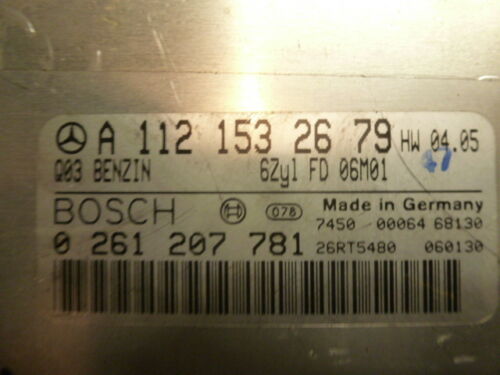 A 112 153 26 79 HW 04.05
Q03 BENZIN 6Zyl FD 06M01
47
BOSCH 078 Made in Germany
7450 00064 68130
0 261 207 781 26RT5480 060130